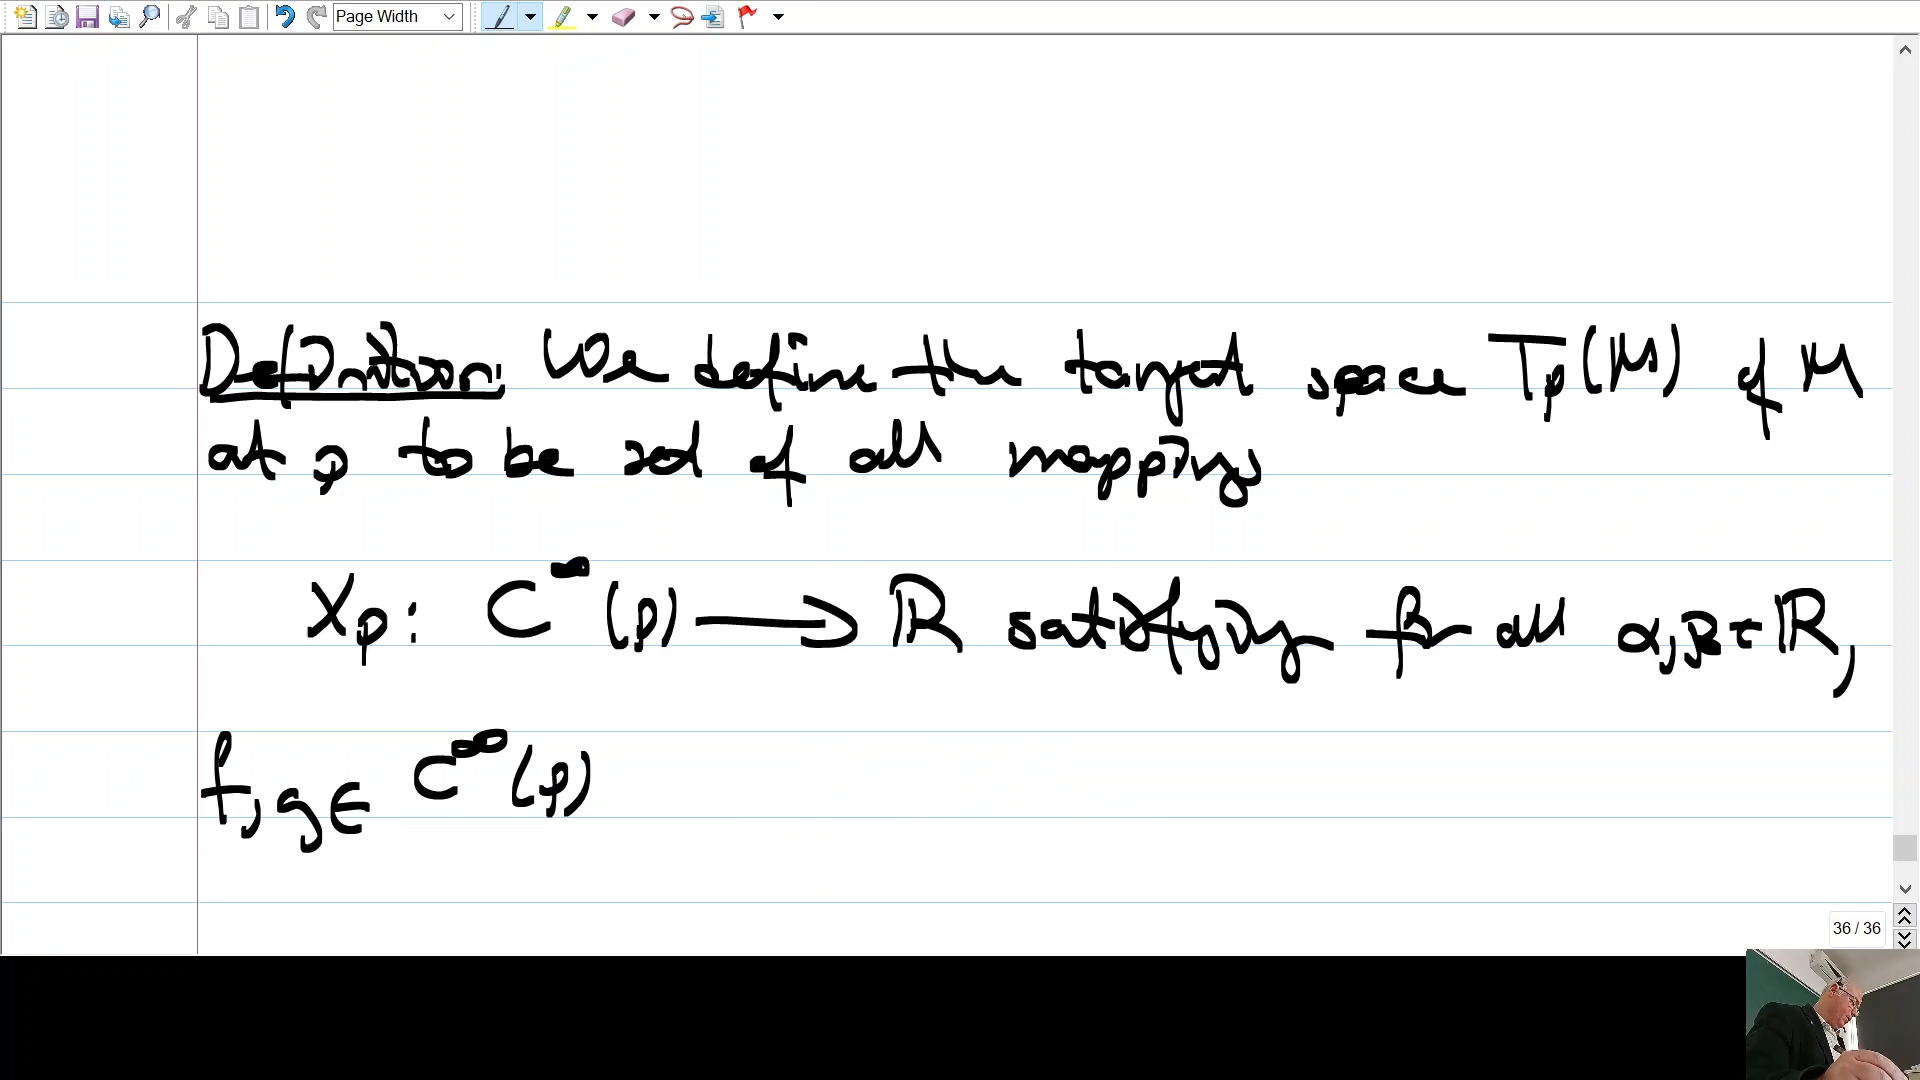 Page Width
Definition: We define the tangent space Tp(M) of M
at p to be set of all mappings
Xp: C^∞(p) ⟶ ℝ satisfying for all α,β ∈ ℝ,
f,g ∈ C^∞(p)
36 / 36